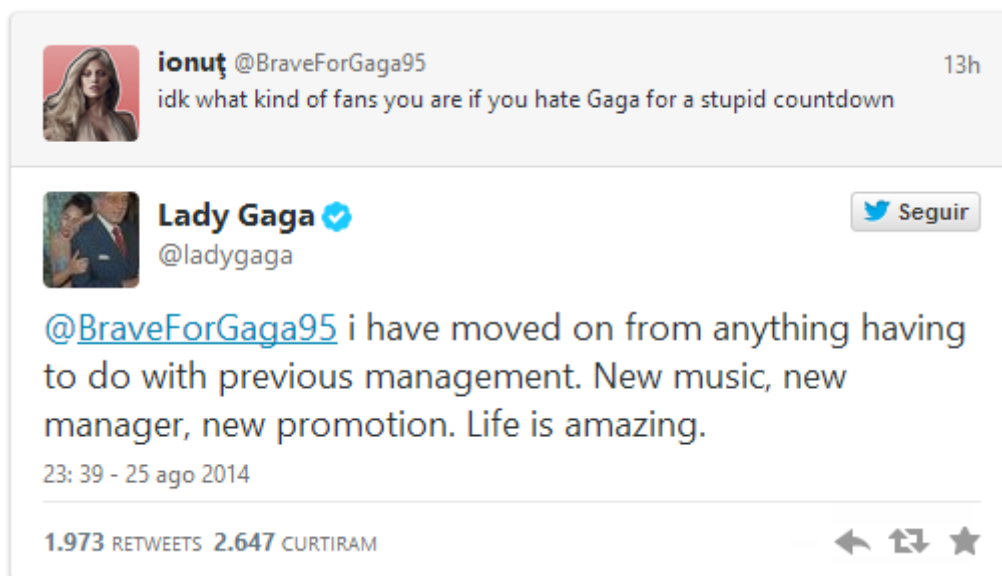 ionuţ @BraveForGaga95 13h
idk what kind of fans you are if you hate Gaga for a stupid countdown
Lady Gaga Seguir
@ladygaga
@BraveForGaga95 i have moved on from anything having
to do with previous management. New music, new
manager, new promotion. Life is amazing.
23: 39 - 25 ago 2014
1.973 RETWEETS 2.647 CURTIRAM